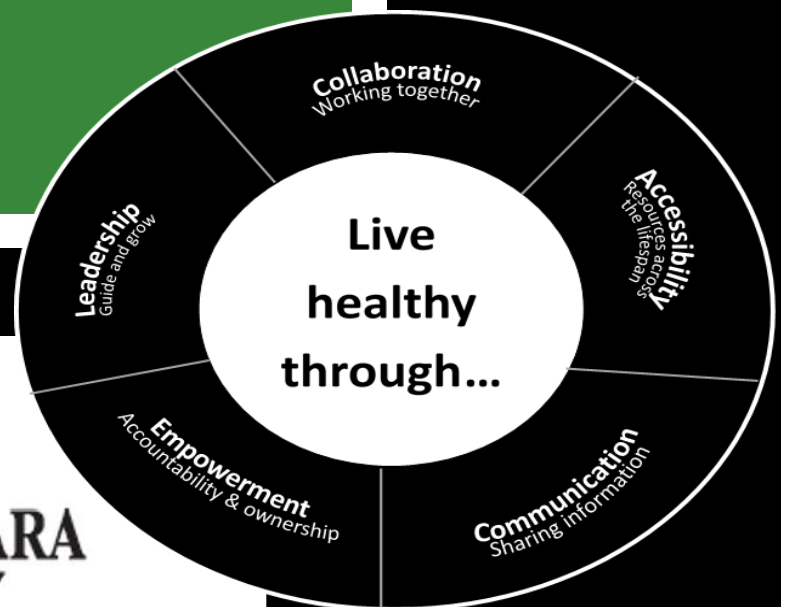 Collaboration
Working together
Accessibility
Resources across
the lifespan
Communication
Sharing information
Empowerment
Accountability & ownership
Leadership
Guide and grow
Live
healthy
through...
ARA